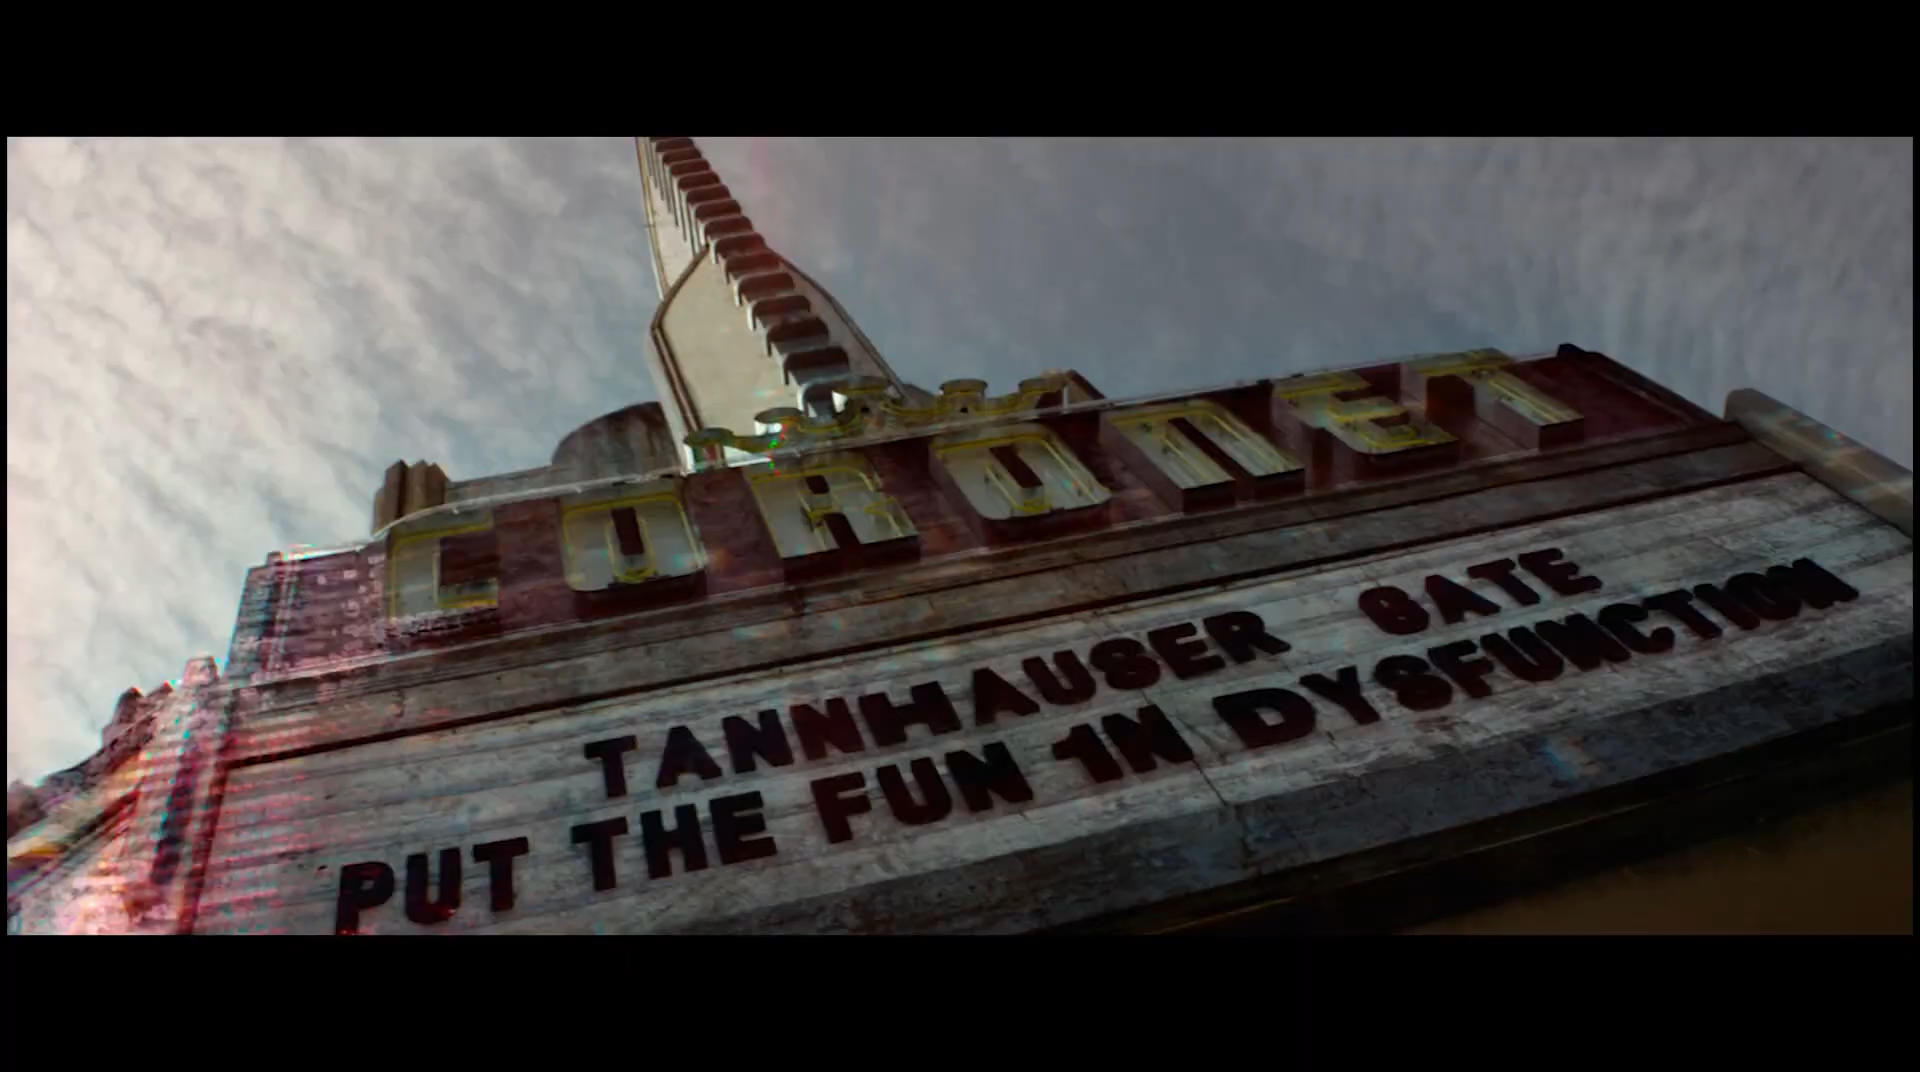 CORONET
TANNHAUSER GATE
PUT THE FUN IN DYSFUNCTION